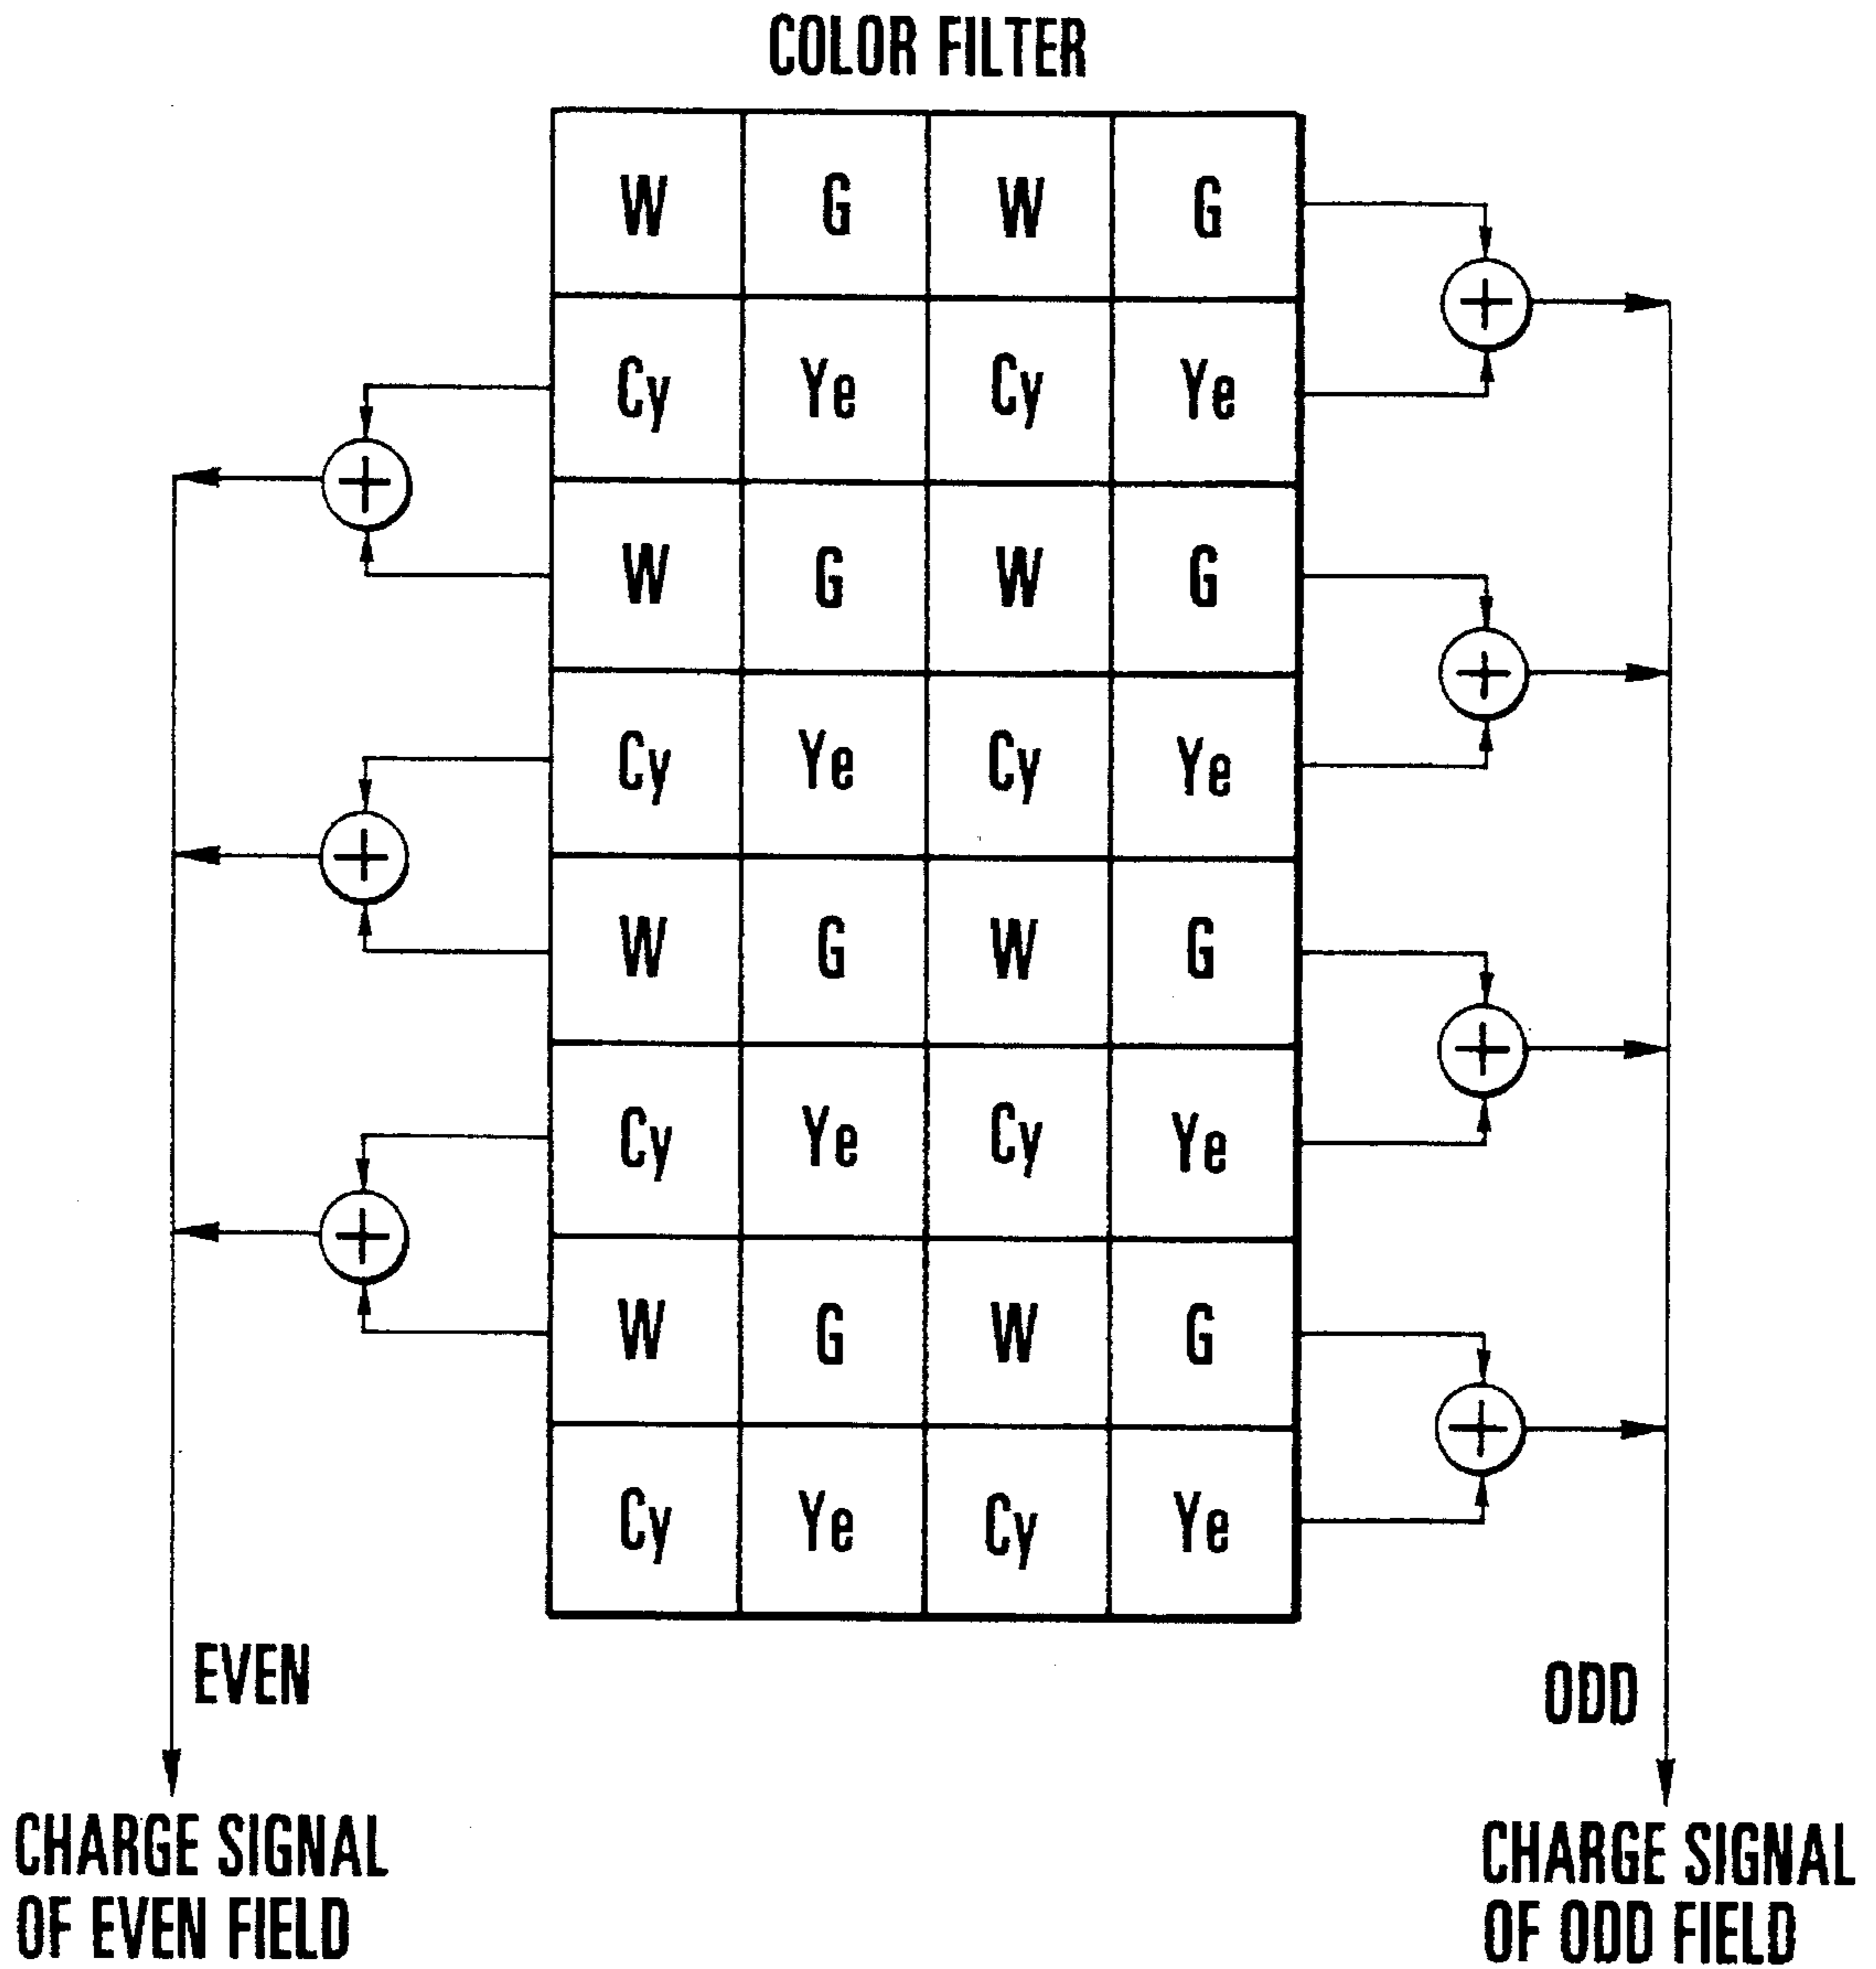 COLOR FILTER
W G W G
Cy Ye Cy Ye
W G W G
Cy Ye Cy Ye
W G W G
Cy Ye Cy Ye
W G W G
Cy Ye Cy Ye
EVEN
ODD
CHARGE SIGNAL
OF EVEN FIELD
CHARGE SIGNAL
OF ODD FIELD